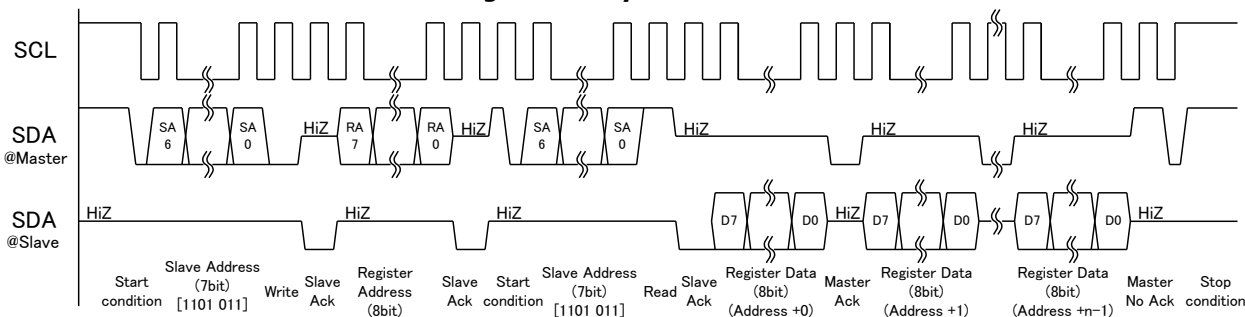 SCL
SDA
@Master
SA
6
SA
0
HiZ
RA
7
RA
0
HiZ
SA
6
SA
0
HiZ
HiZ
HiZ
SDA
@Slave
HiZ
HiZ
HiZ
D7
D0
HiZ
D7
D0
D7
D0
HiZ
Start
condition
Slave Address
(7bit)
[1101 011]
Write
Slave
Ack
Register
Address
(8bit)
Slave
Ack
Start
condition
Slave Address
(7bit)
[1101 011]
Read
Slave
Ack
Register Data
(8bit)
(Address +0)
Master
Ack
Register Data
(8bit)
(Address +1)
Register Data
(8bit)
(Address +n-1)
Master
No Ack
Stop
condition